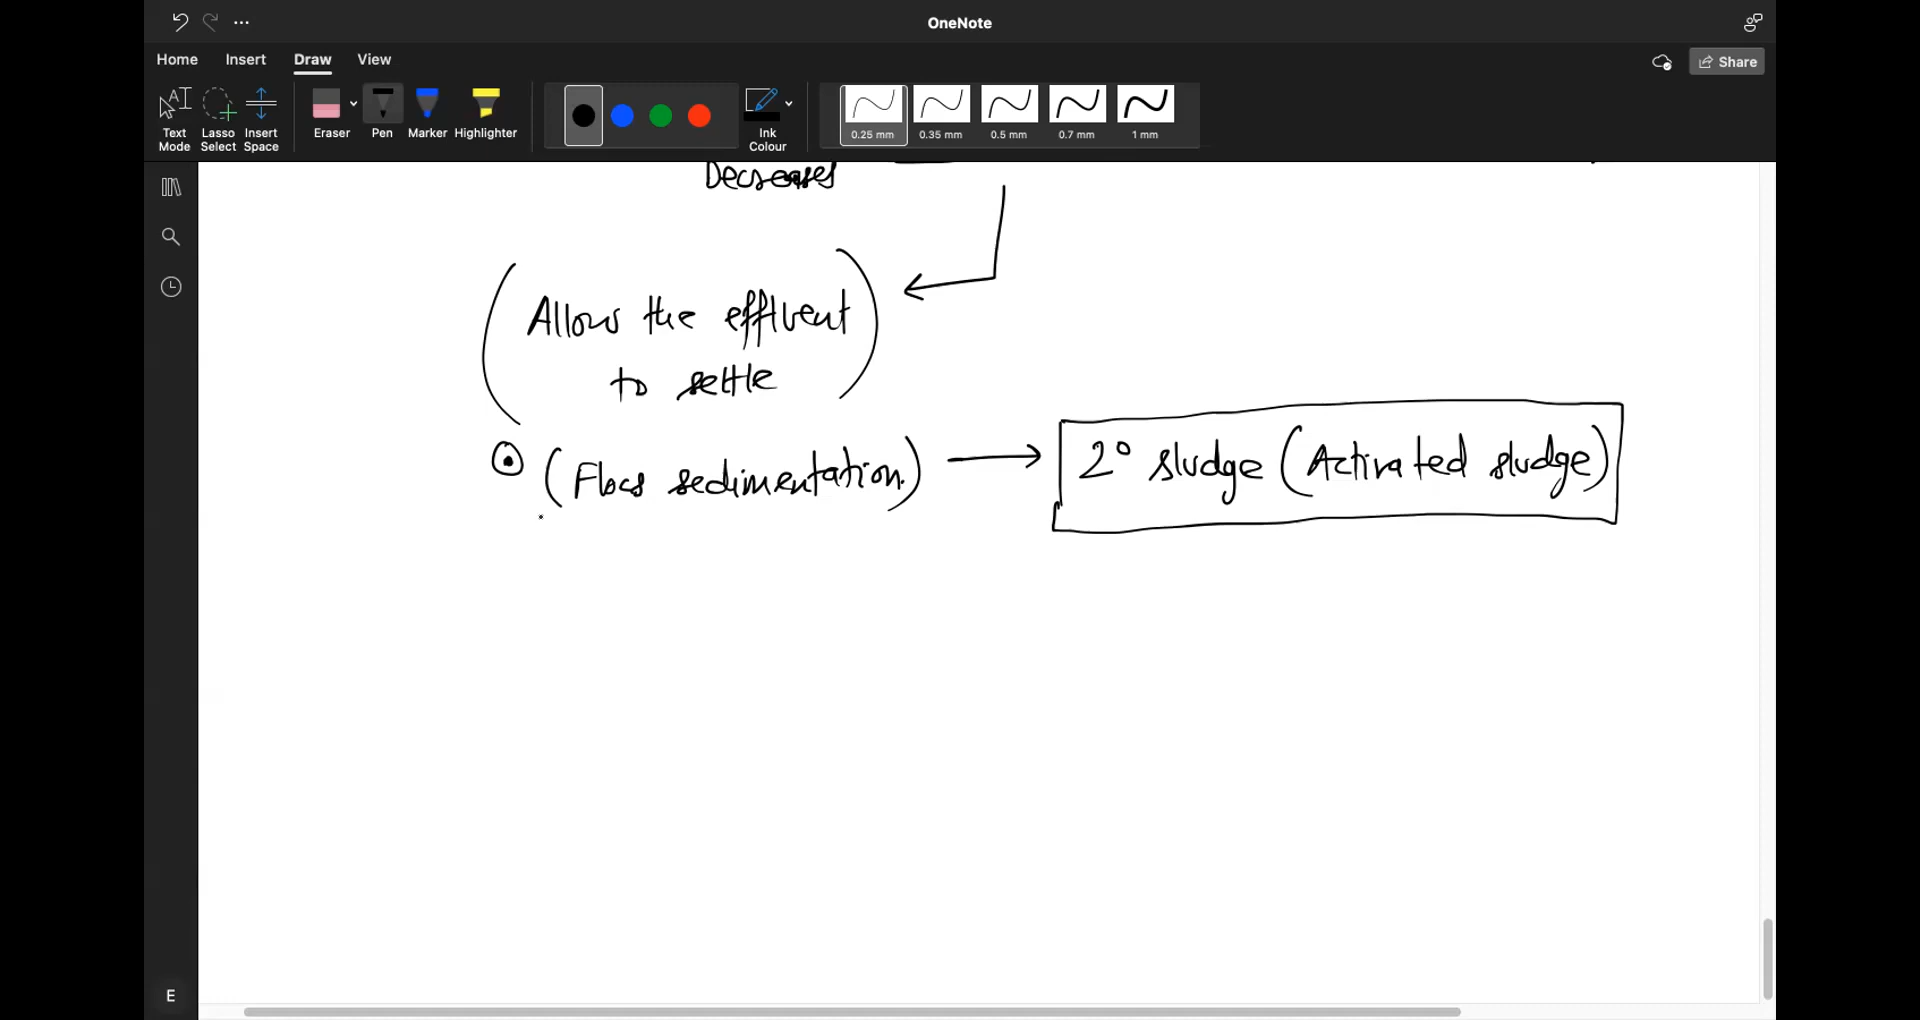 OneNote
Home Insert Draw View
Share
Text Mode
Lasso Select
Insert Space
Eraser
Pen
Marker
Highlighter
Ink Colour
0.25 mm
0.35 mm
0.5 mm
0.7 mm
1 mm
Decreases
(Allows the effluent
to settle)
(Flocs sedimentation.) → 2° sludge (Activated sludge)
E